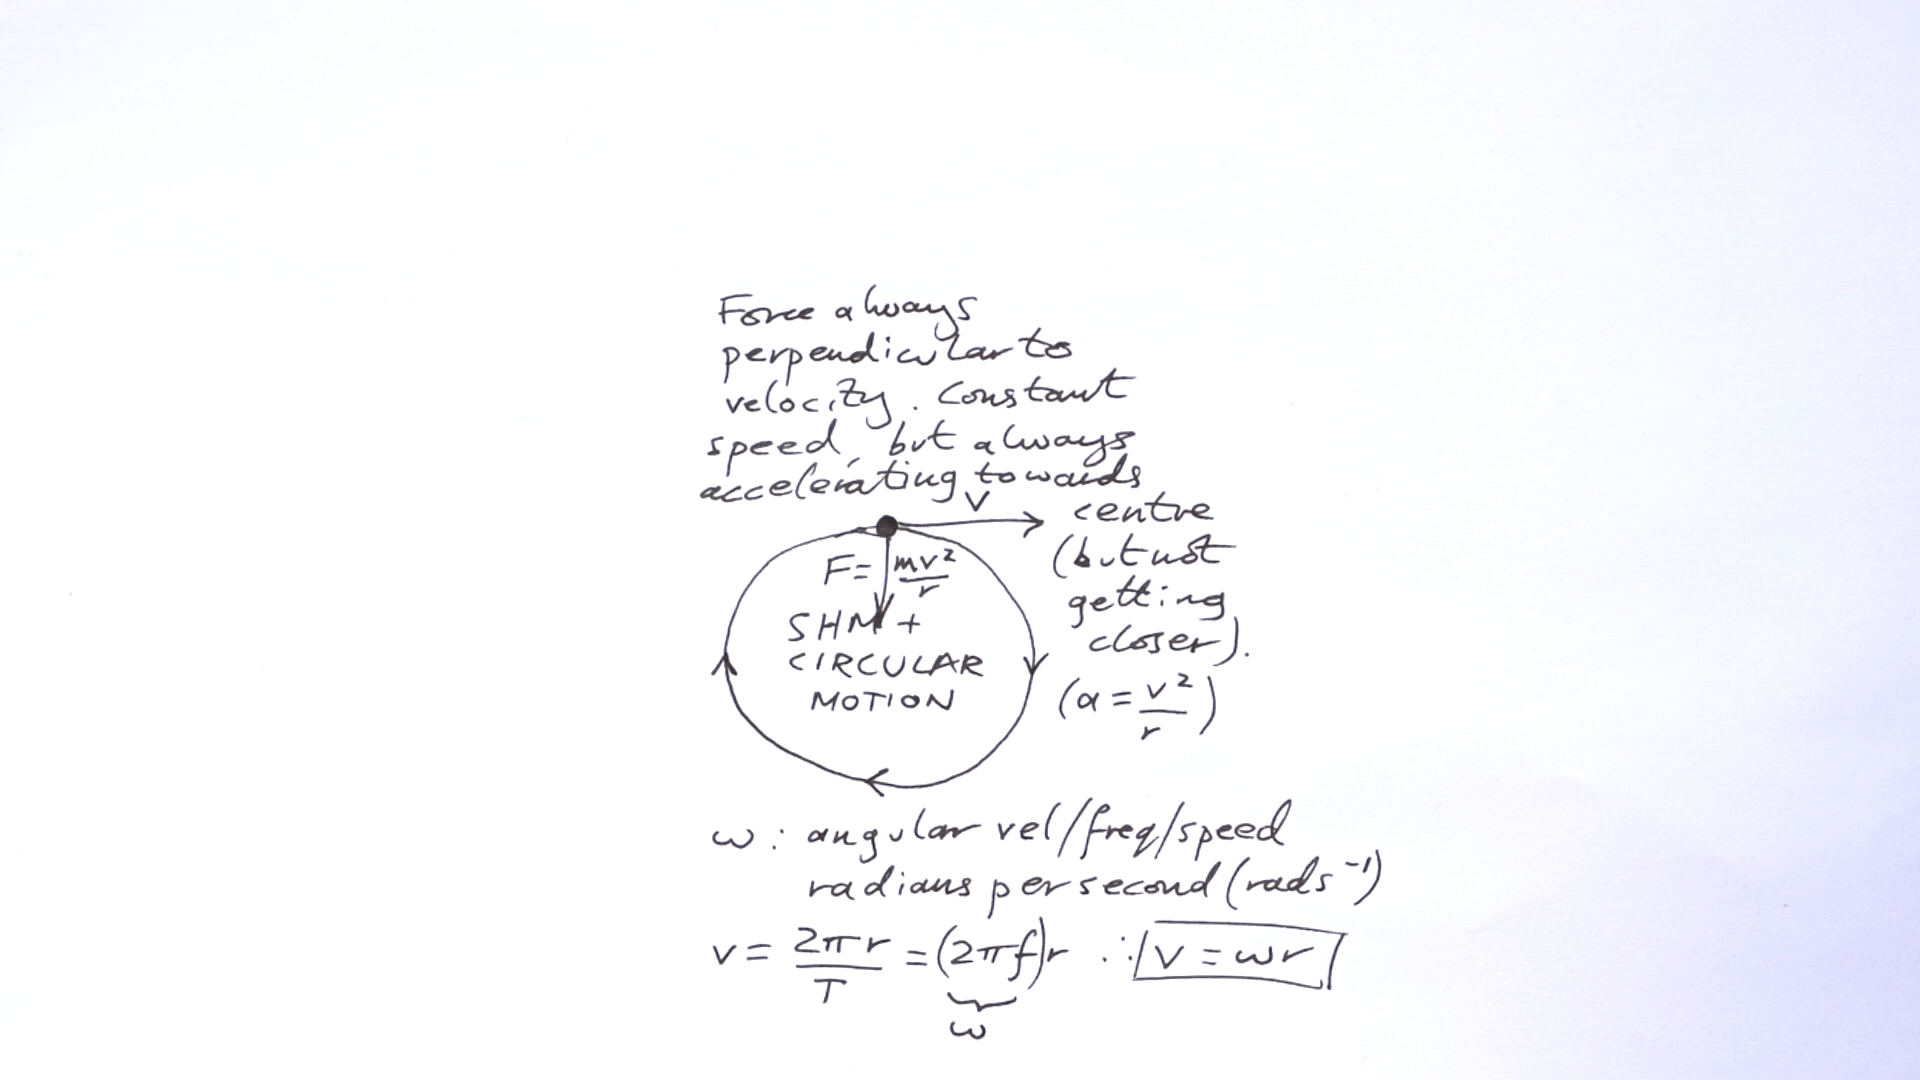 Force always
perpendicular to
velocity. Constant
speed, but always
accelerating towards
centre
(but not
getting
closer).
(a = v²/r)
v
F = mv²/r
SHM +
CIRCULAR
MOTION
ω : angular vel/freq/speed
radians per second (rads⁻¹)
v = 2πr/T = (2πf)r ∴ v = ωr
ω